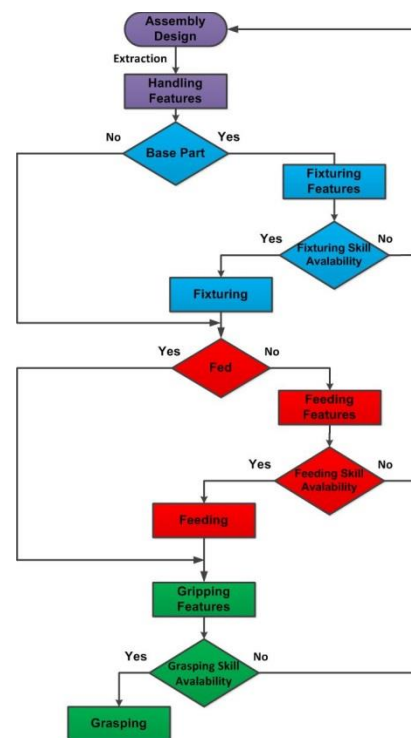 Assembly
Design
Extraction
Handling
Features
No
Yes
Base Part
Fixturing
Features
Yes
Fixturing Skill
Avalability
No
Fixturing
Yes
No
Fed
Feeding
Features
Yes
Feeding Skill
Avalability
No
Feeding
Gripping
Features
Yes
Grasping Skill
Avalability
No
Grasping